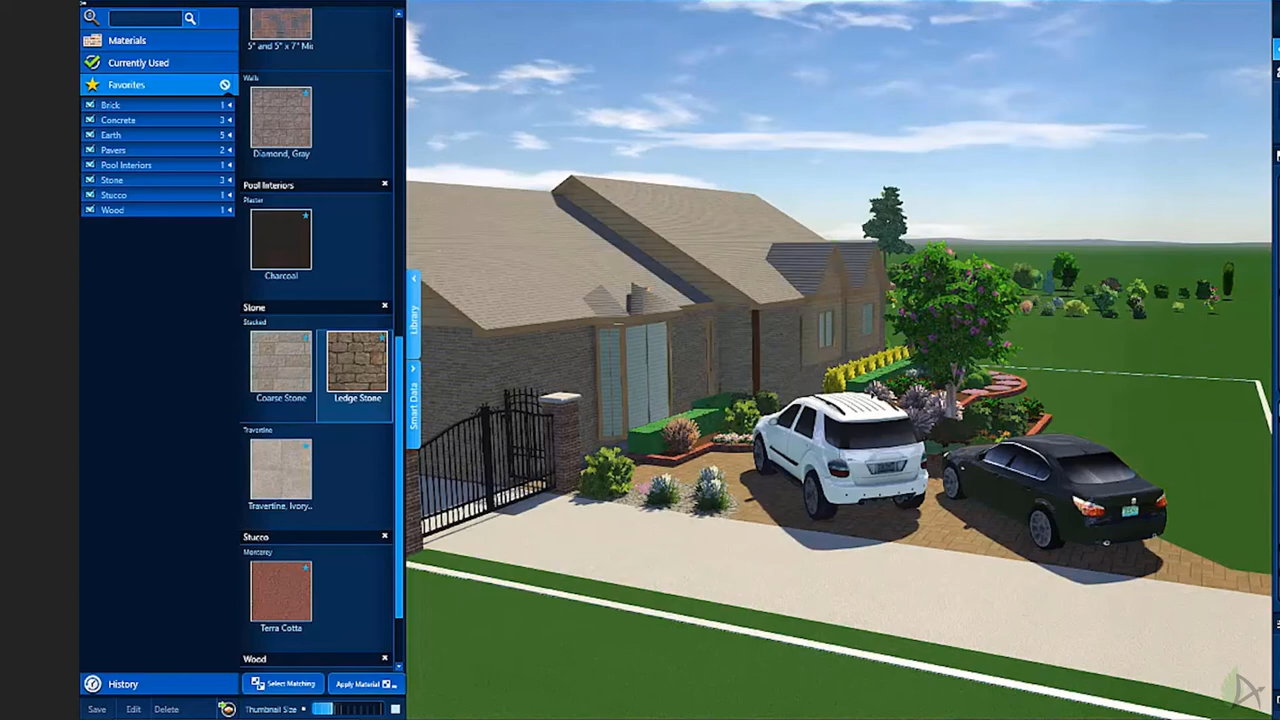 Materials
Currently Used
Favorites
Brick 1
Concrete 3
Earth 5
Pavers 2
Pool Interiors 1
Stone 3
Stucco 1
Wood 1
History
Save Edit Delete
5" and 5" x 7" Mi
Walls
Diamond, Gray
Pool Interiors
Plaster
Charcoal
Stone
Stacked
Coarse Stone
Ledge Stone
Travertine
Travertine, Ivory...
Stucco
Monterey
Terra Cotta
Wood
Select Matching
Apply Material
Thumbnail Size
Library
Smart Data